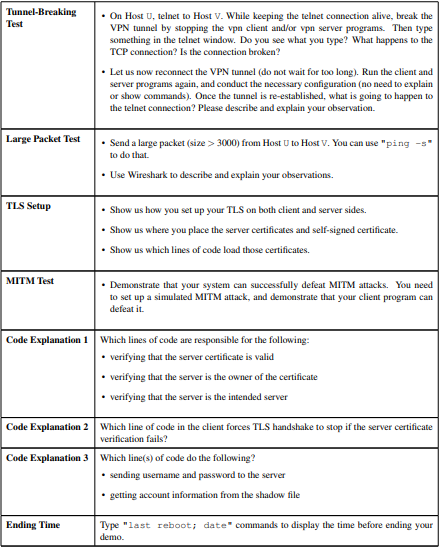 Tunnel-Breaking
Test
• On Host U, telnet to Host V. While keeping the telnet connection alive, break the
VPN tunnel by stopping the vpn client and/or vpn server programs. Then type
something in the telnet window. Do you see what you type? What happens to the
TCP connection? Is the connection broken?
• Let us now reconnect the VPN tunnel (do not wait for too long). Run the client and
server programs again, and conduct the necessary configuration (no need to explain
or show commands). Once the tunnel is re-established, what is going to happen to
the telnet connection? Please describe and explain your observation.
Large Packet Test
• Send a large packet (size > 3000) from Host U to Host V. You can use "ping -s"
to do that.
• Use Wireshark to describe and explain your observations.
TLS Setup
• Show us how you set up your TLS on both client and server sides.
• Show us where you place the server certificates and self-signed certificate.
• Show us which lines of code load those certificates.
MITM Test
• Demonstrate that your system can successfully defeat MITM attacks. You need
to set up a simulated MITM attack, and demonstrate that your client program can
defeat it.
Code Explanation 1
Which lines of code are responsible for the following:
• verifying that the server certificate is valid
• verifying that the server is the owner of the certificate
• verifying that the server is the intended server
Code Explanation 2
Which line of code in the client forces TLS handshake to stop if the server certificate
verification fails?
Code Explanation 3
Which line(s) of code do the following?
• sending username and password to the server
• getting account information from the shadow file
Ending Time
Type "last reboot; date" commands to display the time before ending your
demo.